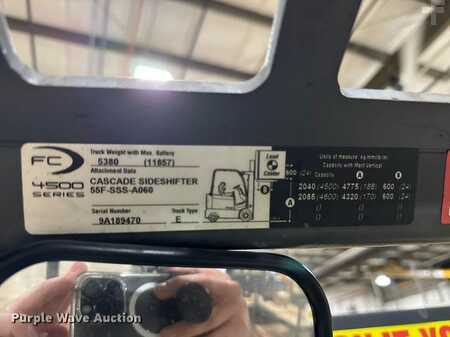 Truck Weight with Max. Battery
5380 (11857)
FC
Attachment Data
CASCADE SIDESHIFTER
55F-SSS-A060
4500
SERIES
Serial Number
Truck Type
9A189470
E
Load
Center
600 (24)
B
A
Units of measure: kg,mm(lb/in)
Capacity with Mast Vertical
Capacity
2040 (4500) 4775 (188) 600 (24)
2085 (4600) 4320 (170) 600 (24)
() () ()
() () ()
Purple Wave Auction